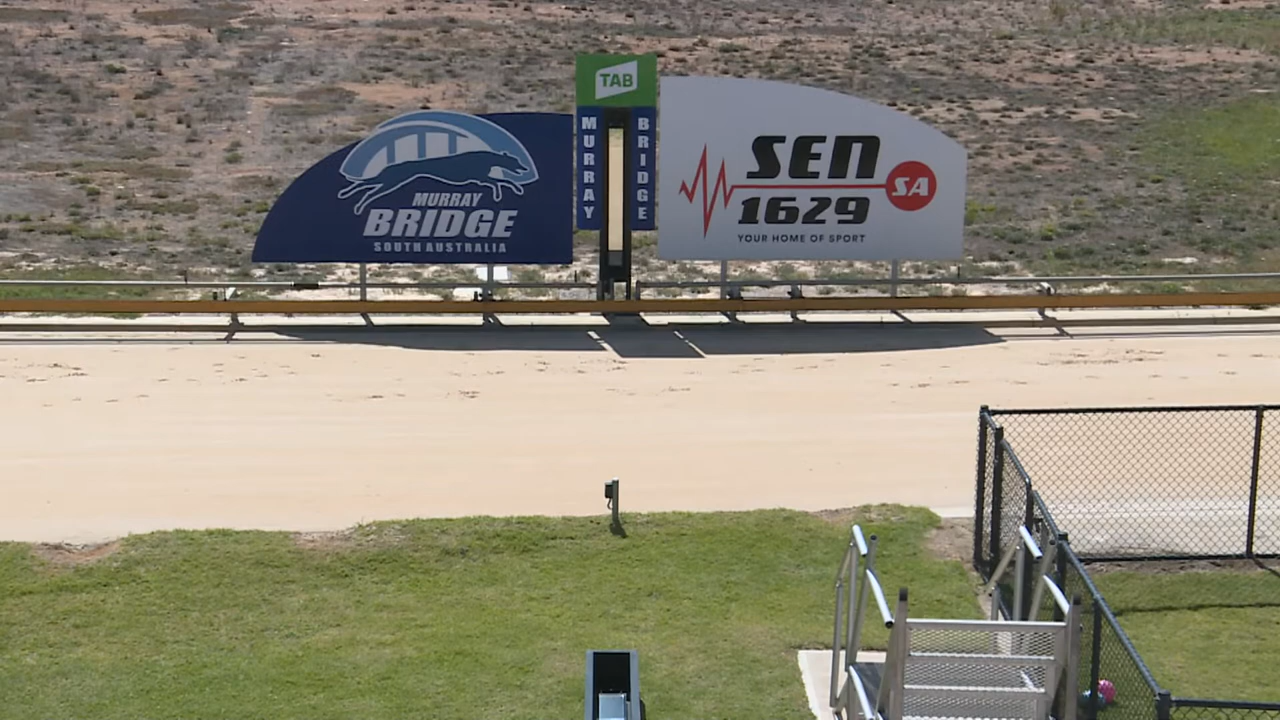 TAB
MURRAY
BRIDGE
MURRAY
BRIDGE
SOUTH AUSTRALIA
SEN
SA
1629
YOUR HOME OF SPORT